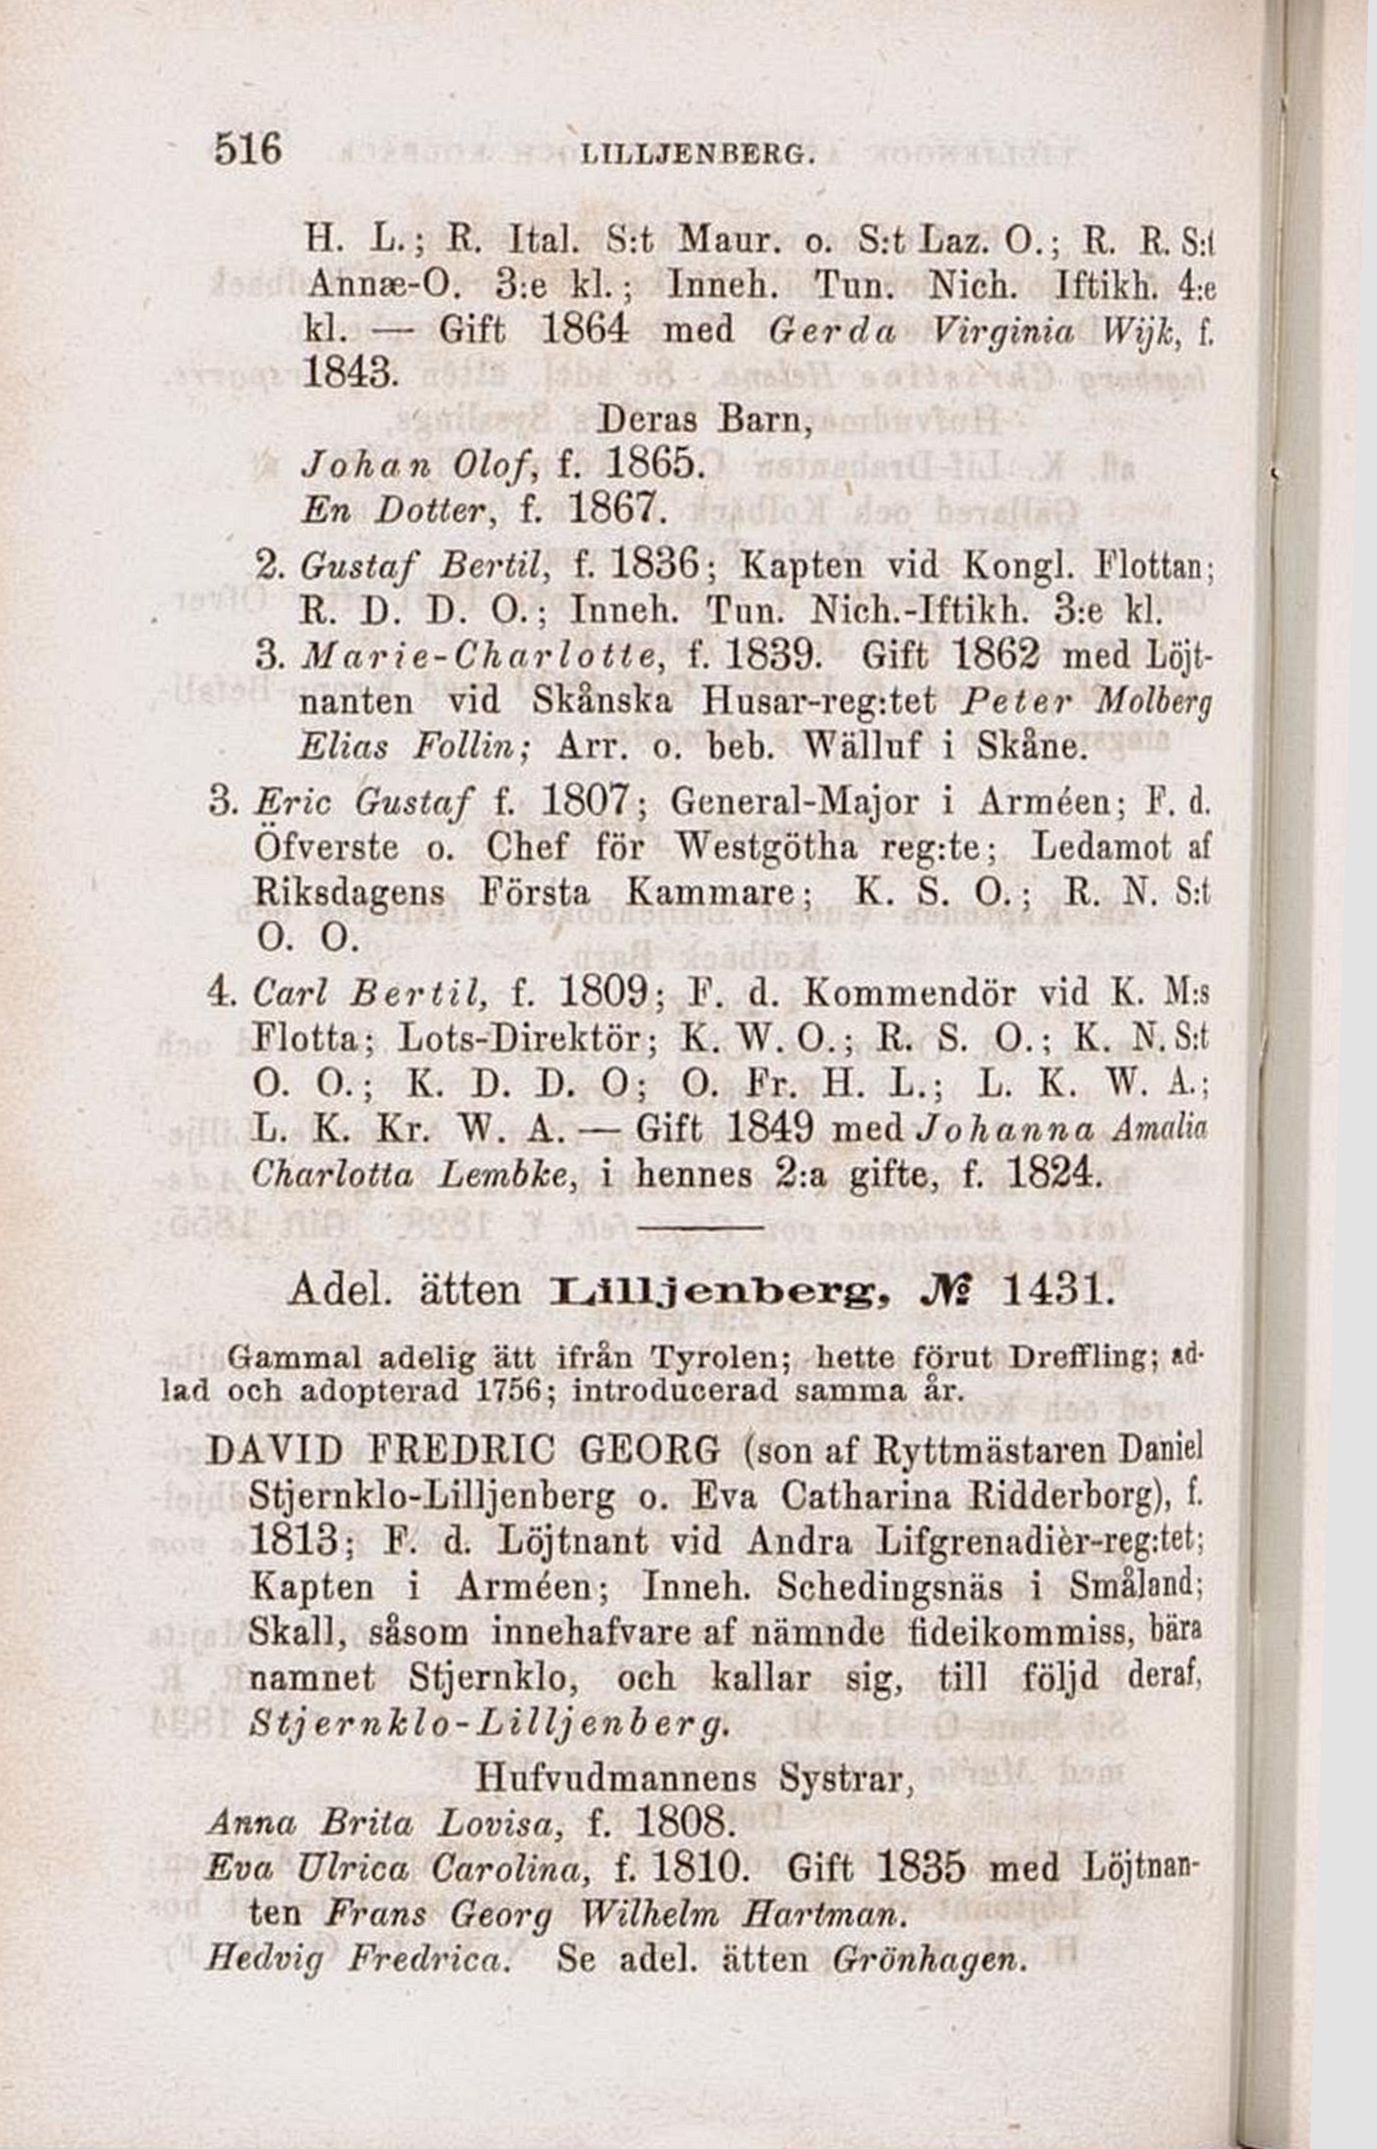 516 LILLJENBERG.
H. L.; R. Ital. S:t Maur. o. S:t Laz. O.; R. R. S:t
Annæ-O. 3:e kl.; Inneh. Tun. Nich. Iftikh. 4:e
kl. — Gift 1864 med Gerda Virginia Wijk, f.
1843.
Deras Barn,
Johan Olof, f. 1865.
En Dotter, f. 1867.
2. Gustaf Bertil, f. 1836; Kapten vid Kongl. Flottan;
R. D. D. O.; Inneh. Tun. Nich.-Iftikh. 3:e kl.
3. Marie-Charlotte, f. 1839. Gift 1862 med Löjt-
nanten vid Skånska Husar-reg:tet Peter Molberg
Elias Follin; Arr. o. beb. Wälluf i Skåne.
3. Eric Gustaf f. 1807; General-Major i Arméen; F. d.
Öfverste o. Chef för Westgötha reg:te; Ledamot af
Riksdagens Första Kammare; K. S. O.; R. N. S:t
O. O.
4. Carl Bertil, f. 1809; F. d. Kommendör vid K. M:s
Flotta; Lots-Direktör; K. W. O.; R. S. O.; K. N. S:t
O. O.; K. D. D. O; O. Fr. H. L.; L. K. W. A.;
L. K. Kr. W. A. — Gift 1849 med Johanna Amalia
Charlotta Lembke, i hennes 2:a gifte, f. 1824.
Adel. ätten Lilljenberg, № 1431.
Gammal adelig ätt ifrån Tyrolen; hette förut Dreffling; ad-
lad och adopterad 1756; introducerad samma år.
DAVID FREDRIC GEORG (son af Ryttmästaren Daniel
Stjernklo-Lilljenberg o. Eva Catharina Ridderborg), f.
1813; F. d. Löjtnant vid Andra Lifgrenadièr-reg:tet;
Kapten i Arméen; Inneh. Schedingsnäs i Småland;
Skall, såsom innehafvare af nämnde fideikommiss, bära
namnet Stjernklo, och kallar sig, till följd deraf,
Stjernklo-Lilljenberg.
Hufvudmannens Systrar,
Anna Brita Lovisa, f. 1808.
Eva Ulrica Carolina, f. 1810. Gift 1835 med Löjtnan-
ten Frans Georg Wilhelm Hartman.
Hedvig Fredrica. Se adel. ätten Grönhagen.